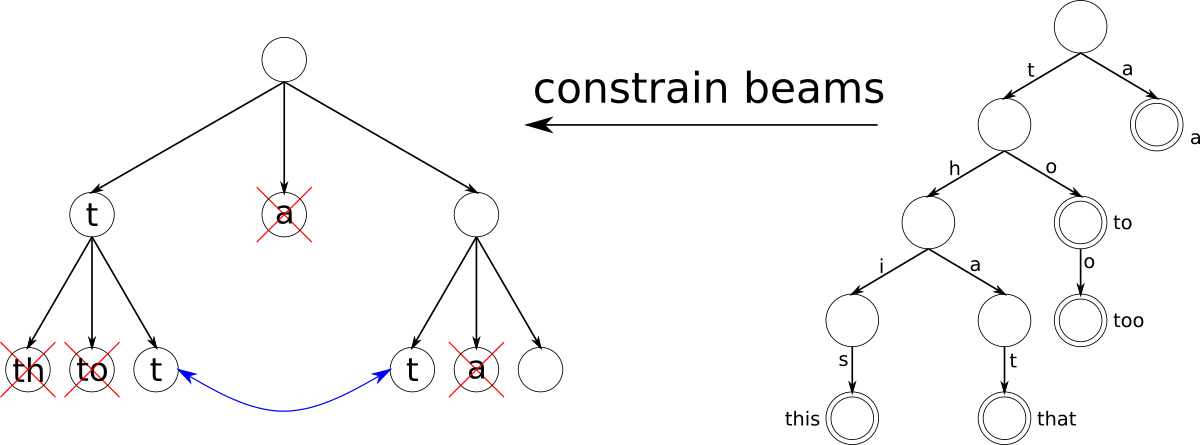 constrain beams
t a
a
t a
h o
to
i a o
th to t t a
too
s t
this that